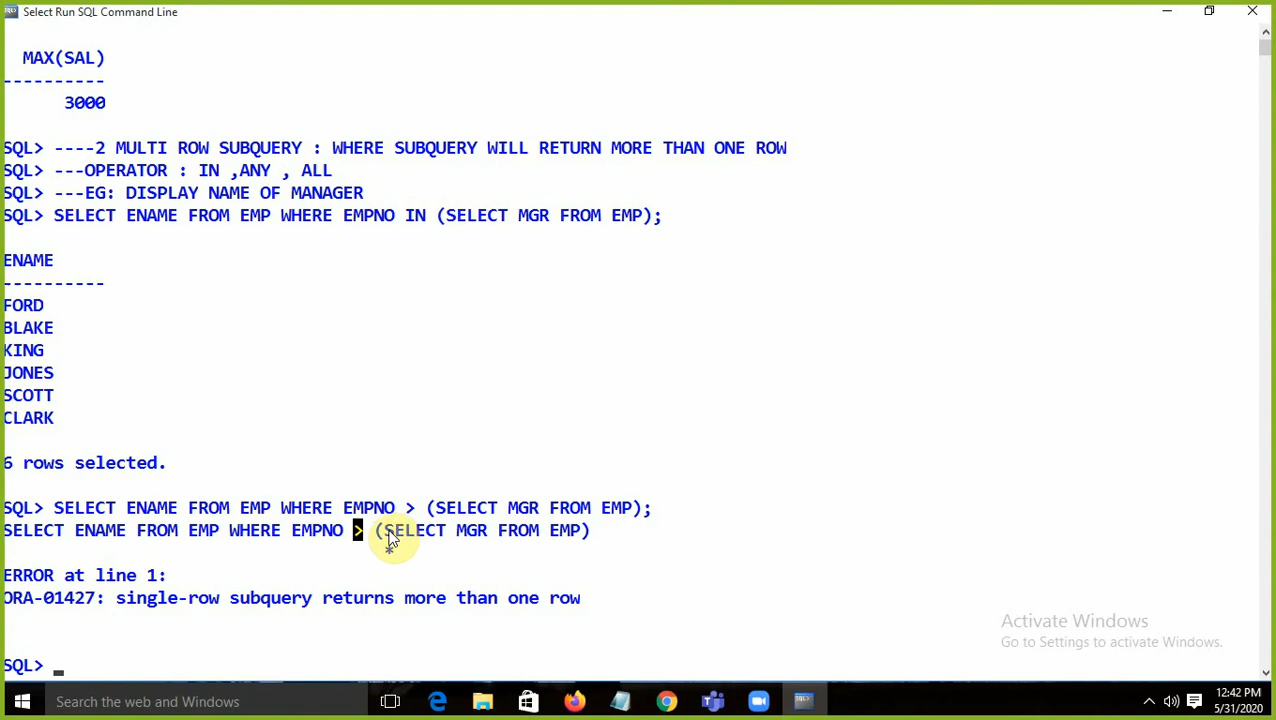 Select Run SQL Command Line
MAX(SAL)
----------
3000
SQL> ----2 MULTI ROW SUBQUERY : WHERE SUBQUERY WILL RETURN MORE THAN ONE ROW
SQL> ---OPERATOR : IN ,ANY , ALL
SQL> ---EG: DISPLAY NAME OF MANAGER
SQL> SELECT ENAME FROM EMP WHERE EMPNO IN (SELECT MGR FROM EMP);
ENAME
----------
FORD
BLAKE
KING
JONES
SCOTT
CLARK
6 rows selected.
SQL> SELECT ENAME FROM EMP WHERE EMPNO > (SELECT MGR FROM EMP);
SELECT ENAME FROM EMP WHERE EMPNO > (SELECT MGR FROM EMP)
*
ERROR at line 1:
ORA-01427: single-row subquery returns more than one row
SQL>
Activate Windows
Go to Settings to activate Windows.
Search the web and Windows
12:42 PM
5/31/2020